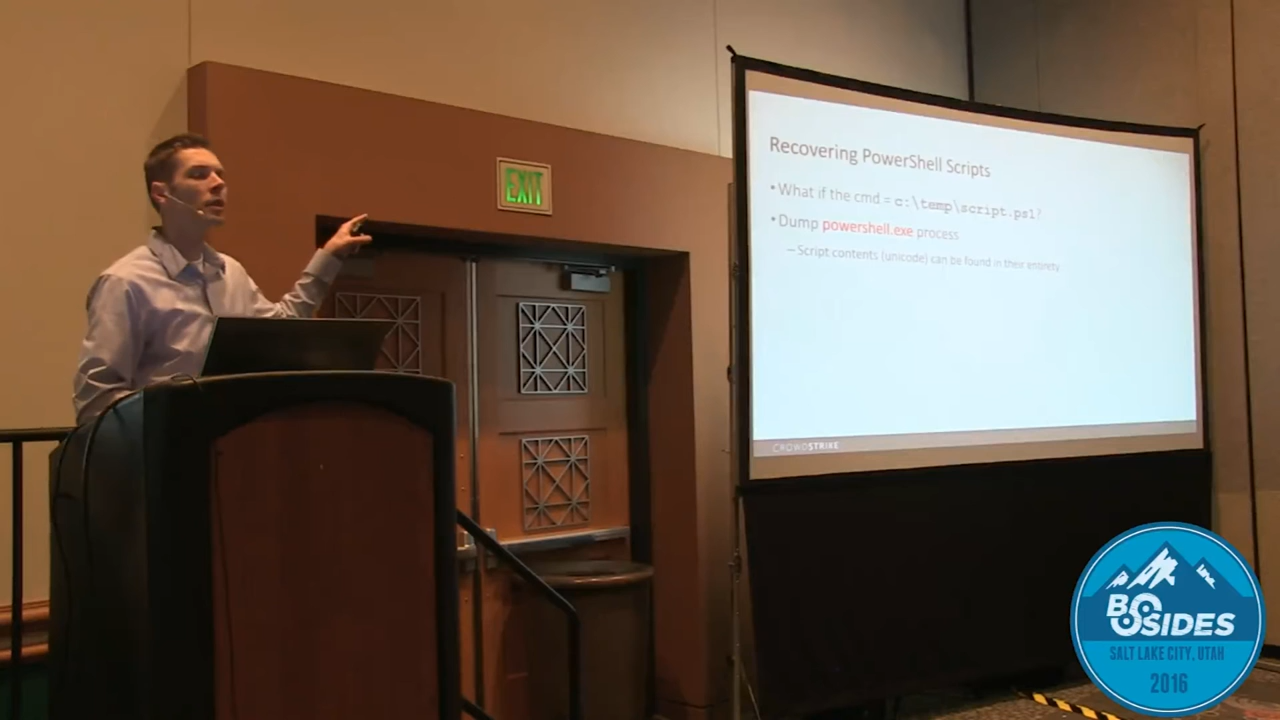 EXIT
Recovering PowerShell Scripts
•What if the cmd = c:\temp\script.ps1?
•Dump powershell.exe process
–Script contents (unicode) can be found in their entirety
CROWDSTRIKE
BSIDES
SALT LAKE CITY, UTAH
2016